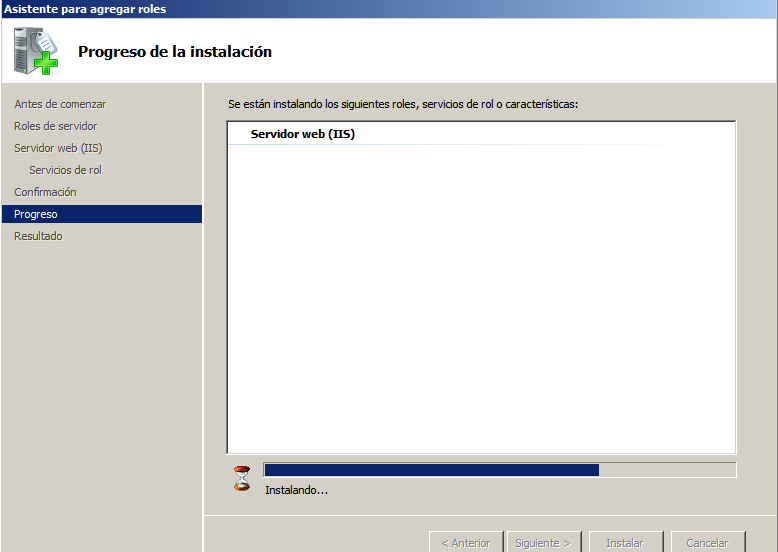 Asistente para agregar roles
Progreso de la instalación
Antes de comenzar
Roles de servidor
Servidor web (IIS)
Servicios de rol
Confirmación
Progreso
Resultado
Se están instalando los siguientes roles, servicios de rol o características:
Servidor web (IIS)
Instalando...
< Anterior
Siguiente >
Instalar
Cancelar